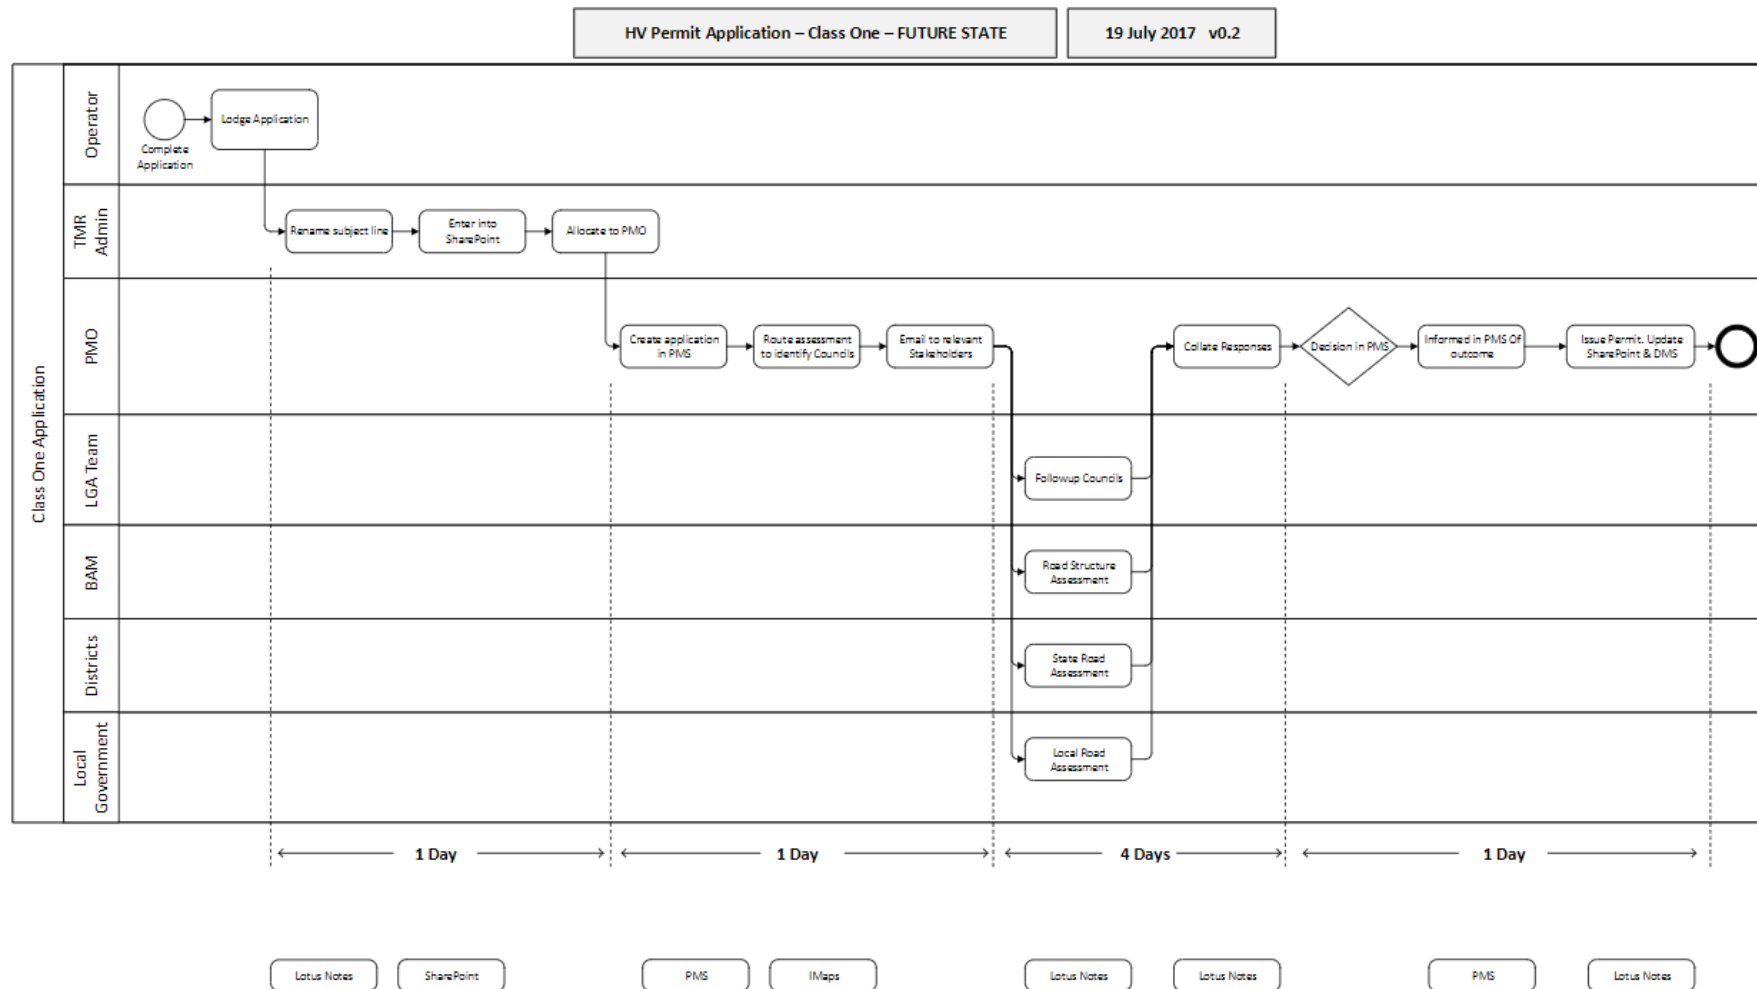 HV Permit Application – Class One – FUTURE STATE
19 July 2017 v0.2
Class One Application
Operator
Complete
Application
Lodge Application
TMR
Admin
Rename subject line
Enter into
SharePoint
Allocate to PMO
PMO
Create application
in PMS
Route assessment
to identify Councils
Email to relevant
Stakeholders
Collate Responses
Decision in PMS
Informed in PMS Of
outcome
Issue Permit. Update
SharePoint & DMS
LGA Team
Followup Councils
BAM
Road Structure
Assessment
Districts
State Road
Assessment
Local
Government
Local Road
Assessment
1 Day
1 Day
4 Days
1 Day
Lotus Notes
SharePoint
PMS
IMaps
Lotus Notes
Lotus Notes
PMS
Lotus Notes